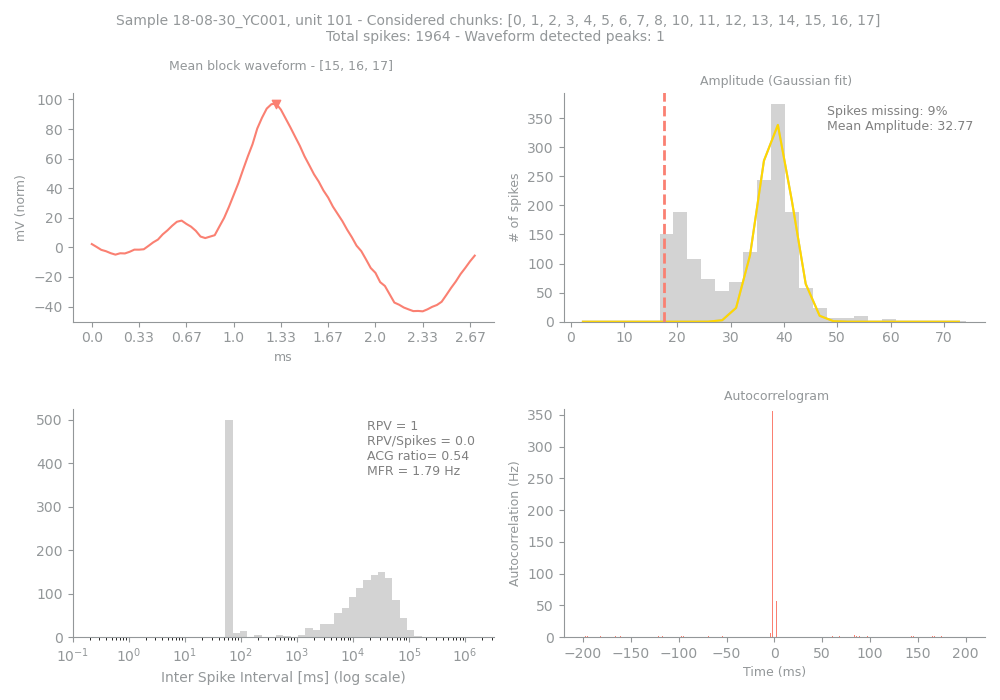 Sample 18-08-30_YC001, unit 101 - Considered chunks: [0, 1, 2, 3, 4, 5, 6, 7, 8, 10, 11, 12, 13, 14, 15, 16, 17]
Total spikes: 1964 - Waveform detected peaks: 1
Mean block waveform - [15, 16, 17]
mV (norm)
100
80
60
40
20
0
−20
−40
0.0 0.33 0.67 1.0 1.33 1.67 2.0 2.33 2.67
ms
Amplitude (Gaussian fit)
Spikes missing: 9%
Mean Amplitude: 32.77
# of spikes
350
300
250
200
150
100
50
0
0 10 20 30 40 50 60 70
500
400
300
200
100
0
RPV = 1
RPV/Spikes = 0.0
ACG ratio= 0.54
MFR = 1.79 Hz
10⁻¹ 10⁰ 10¹ 10² 10³ 10⁴ 10⁵ 10⁶
Inter Spike Interval [ms] (log scale)
Autocorrelogram
Autocorrelation (Hz)
350
300
250
200
150
100
50
0
−200 −150 −100 −50 0 50 100 150 200
Time (ms)